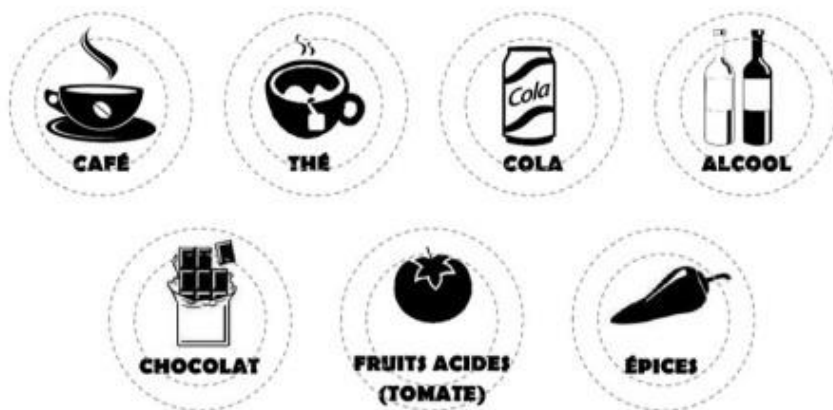 CAFÉ
THÉ
Cola
COLA
ALCOOL
CHOCOLAT
FRUITS ACIDES
(TOMATE)
ÉPICES